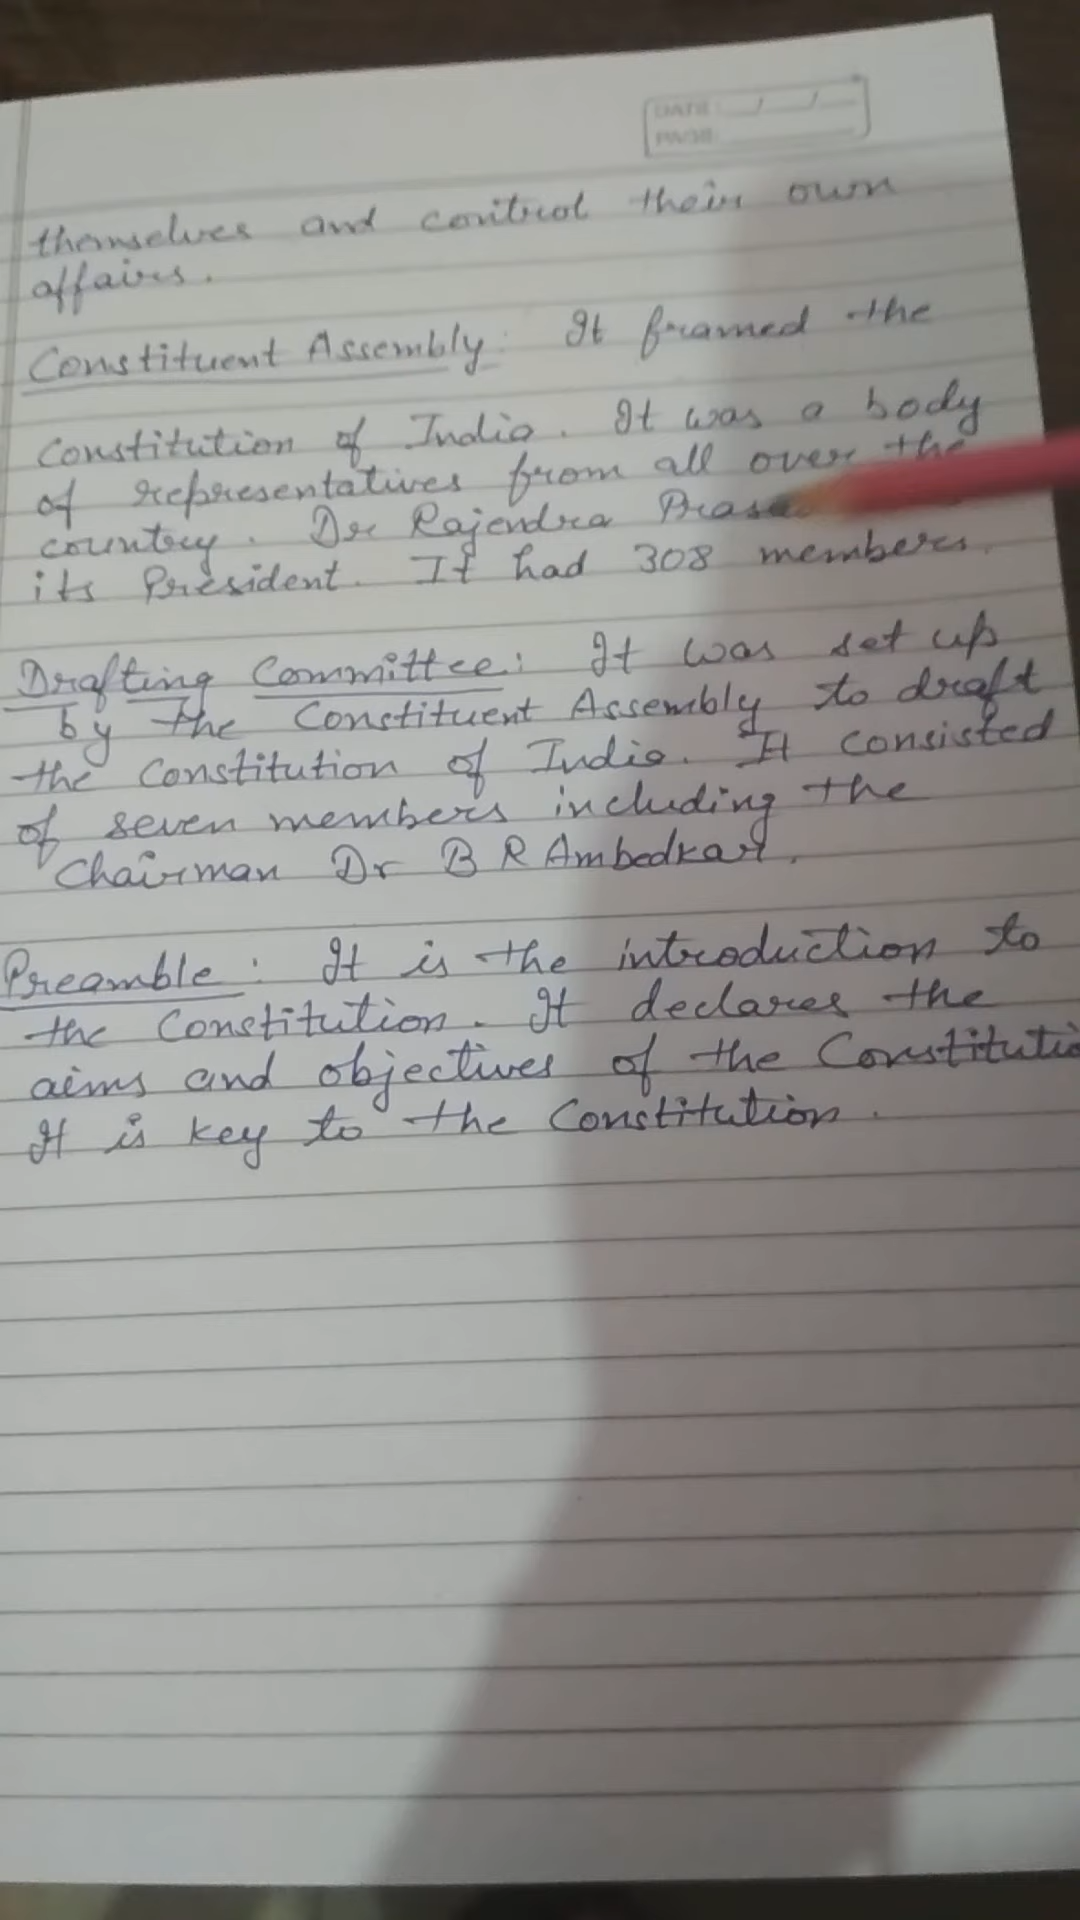 DATE: / /
PAGE:
themselves and control their own
affairs.
Constituent Assembly: It framed the
Constitution of India. It was a body
of representatives from all over the
country. Dr Rajendra
its President. It had 308 members.
Drafting Committee: It was set up
by the Constituent Assembly to draft
the Constitution of India. It consisted
of seven members including the
Chairman Dr B R Ambedkar.
Preamble: It is the introduction to
the Constitution. It declares the
aims and objectives of the Constitutio
It is key to the Constitution.